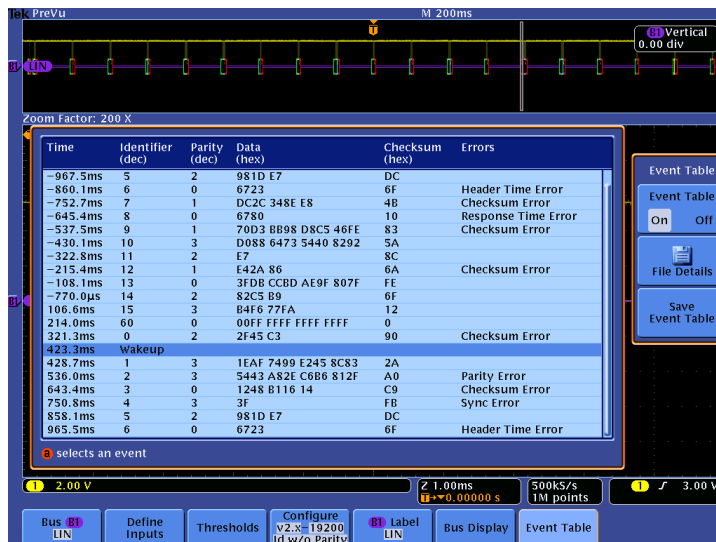 Tek PreVu M 200ms
T
B1 Vertical
0.00 div
B1 LIN
Zoom Factor: 200 X
Time Identifier Parity Data Checksum Errors
(dec) (dec) (hex) (hex)
−967.5ms 5 2 981D E7 DC
−860.1ms 6 0 6723 6F Header Time Error
−752.7ms 7 1 DC2C 348E E8 4B Checksum Error
−645.4ms 8 0 6780 10 Response Time Error
−537.5ms 9 1 70D3 BB98 D8C5 46FE 83 Checksum Error
−430.1ms 10 3 D088 6473 5440 8292 5A
−322.8ms 11 2 E7 8C
−215.4ms 12 1 E42A 86 6A Checksum Error
−108.1ms 13 0 3FDB CCBD AE9F 807F FE
−770.0µs 14 2 82C5 B9 6F
106.6ms 15 3 B4F6 77FA 12
214.0ms 60 0 00FF FFFF FFFF FFFF 0
321.3ms 0 2 2F45 C3 90 Checksum Error
423.3ms Wakeup
428.7ms 1 3 1EAF 7499 E245 8C83 2A
536.0ms 2 3 5443 A82E C6B6 812F A0 Parity Error
643.4ms 3 0 1248 B116 14 C9 Checksum Error
750.8ms 4 3 3F FB Sync Error
858.1ms 5 2 981D E7 DC
965.5ms 6 0 6723 6F Header Time Error
a selects an event
Event Table
Event Table
On Off
File Details
Save
Event Table
B1
1 2.00 V
Z 1.00ms
T→▼0.00000 s
500kS/s
1M points
1 3.00 V
Bus B1
LIN
Define
Inputs
Thresholds
Configure
v2.x−19200
Id w/o Parity
B1 Label
LIN
Bus Display
Event Table